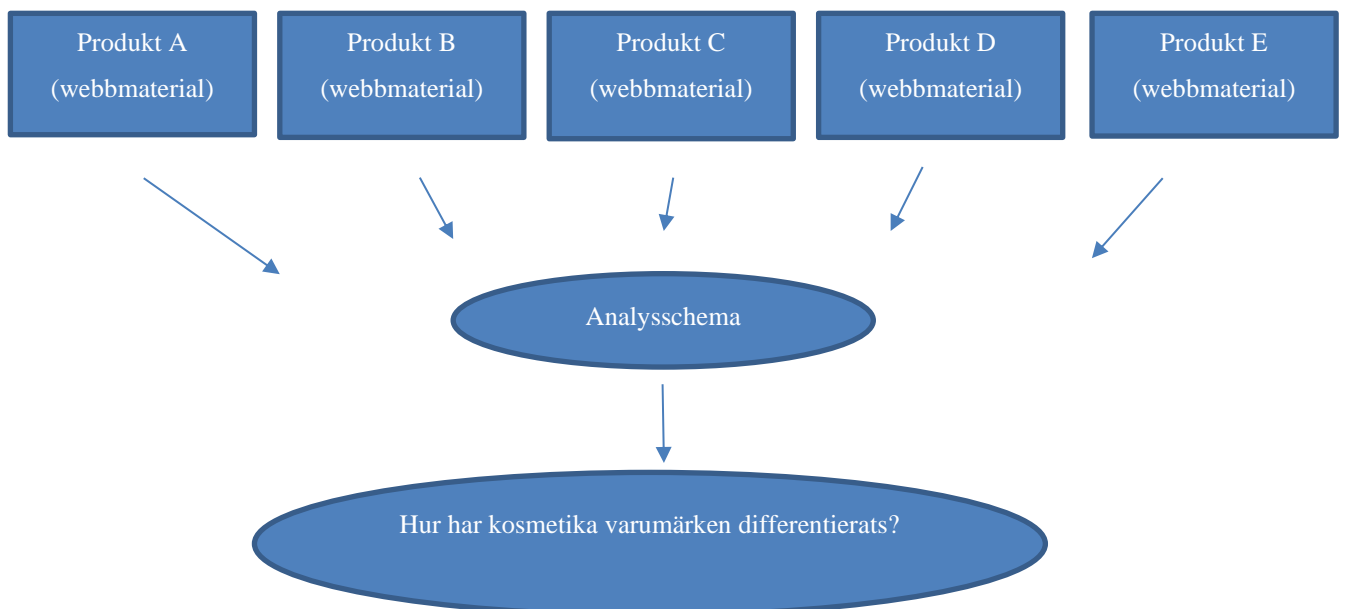 Produkt A
(webbmaterial)
Produkt B
(webbmaterial)
Produkt C
(webbmaterial)
Produkt D
(webbmaterial)
Produkt E
(webbmaterial)
Analysschema
Hur har kosmetika varumärken differentierats?